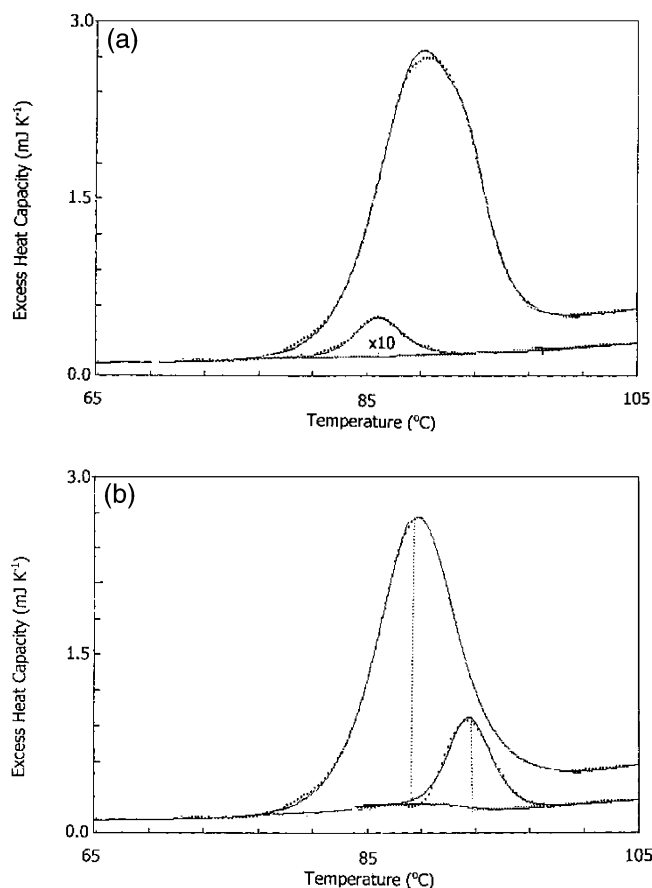 (a)
3.0
1.5
0.0
Excess Heat Capacity (mJ K⁻¹)
x10
65
85
105
Temperature (°C)
(b)
3.0
1.5
0.0
Excess Heat Capacity (mJ K⁻¹)
65
85
105
Temperature (°C)